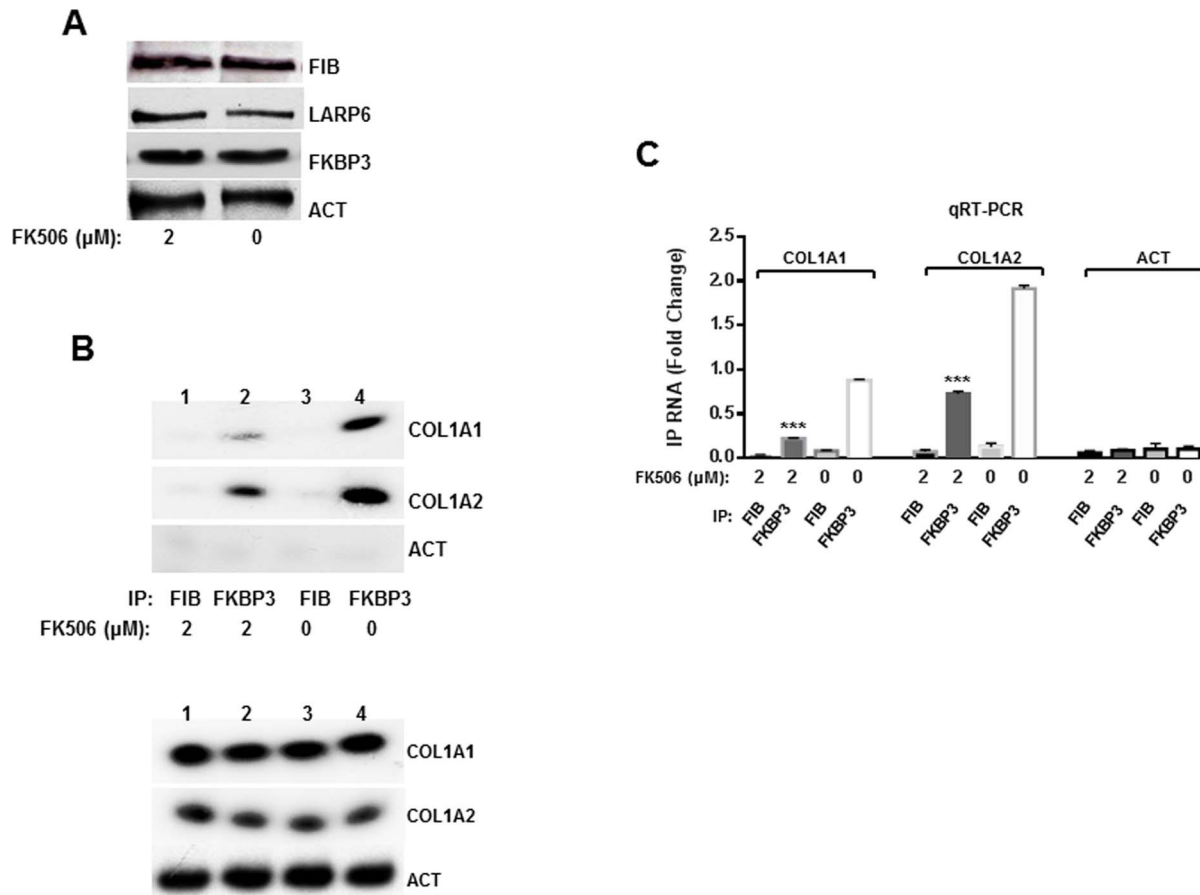 A
FIB
LARP6
FKBP3
ACT
FK506 (µM): 2 0
B
1 2 3 4
COL1A1
COL1A2
ACT
IP: FIB FKBP3 FIB FKBP3
FK506 (µM): 2 2 0 0
1 2 3 4
COL1A1
COL1A2
ACT
C
qRT-PCR
IP RNA (Fold Change)
2.5
2.0
1.0
0.5
0.0
COL1A1 COL1A2 ACT
*** ***
FK506 (µM): 2 2 0 0 2 2 0 0 2 2 0 0
IP: FIB FKBP3 FIB FKBP3 FIB FKBP3 FIB FKBP3 FIB FKBP3 FIB FKBP3